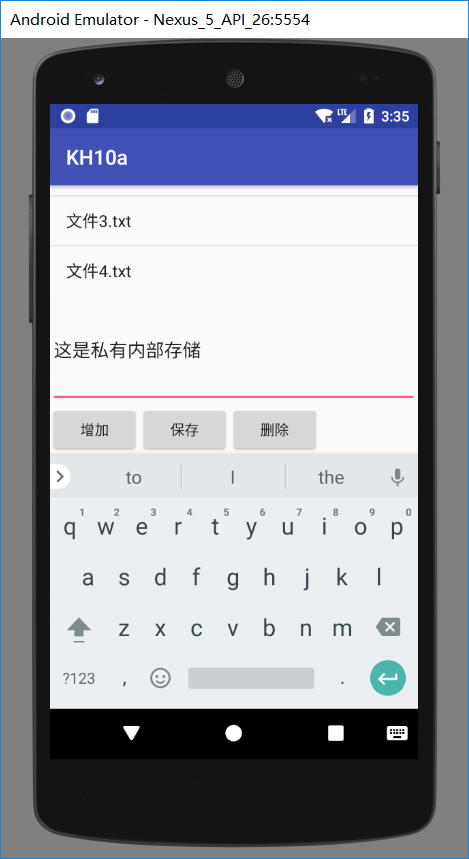 Android Emulator - Nexus_5_API_26:5554
LTE 3:35
KH10a
文件3.txt
文件4.txt
这是私有内部存储
增加 保存 删除
to I the
1 2 3 4 5 6 7 8 9 0
q w e r t y u i o p
a s d f g h j k l
z x c v b n m
?123 , .